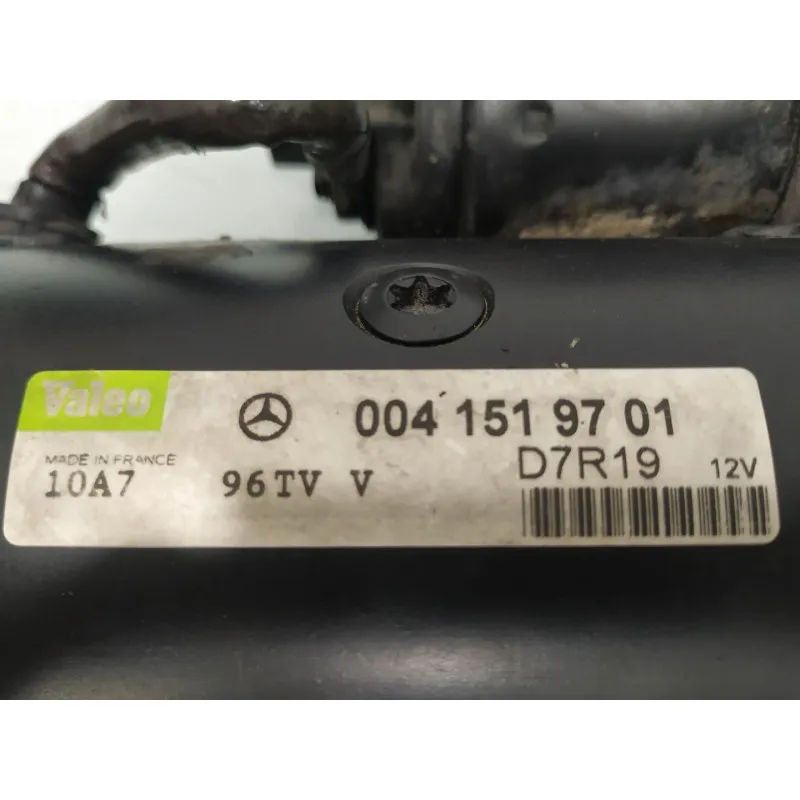 Valeo 004 151 97 01
MADE IN FRANCE D7R19 12V
10A7 96TV V